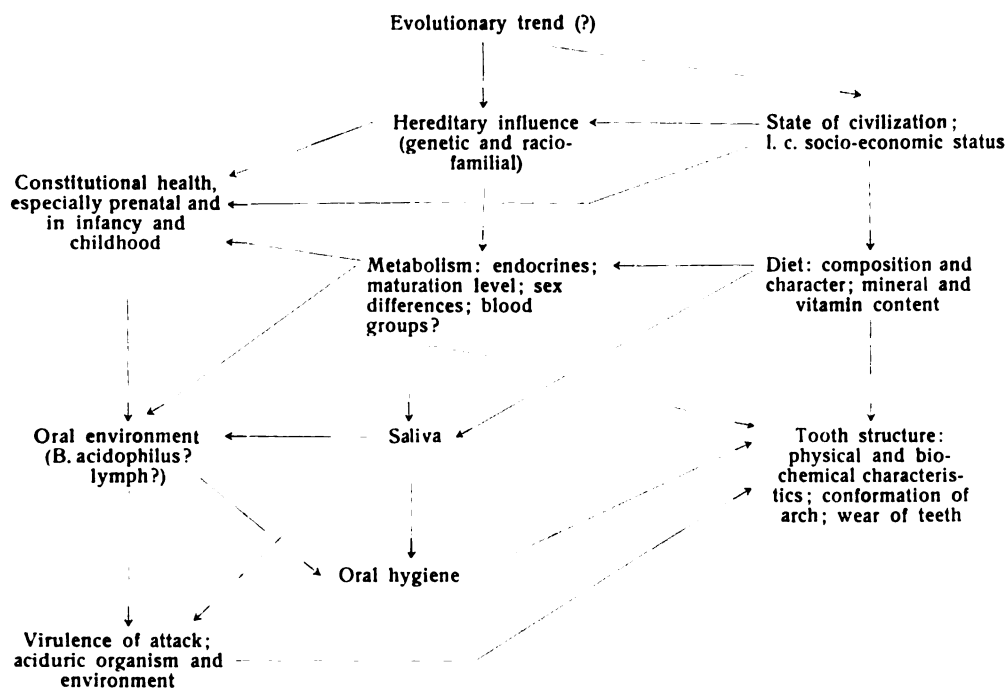 Evolutionary trend (?)
Hereditary influence
(genetic and racio-
familial)
State of civilization;
l. c. socio-economic status
Constitutional health,
especially prenatal and
in infancy and
childhood
Metabolism: endocrines;
maturation level; sex
differences; blood
groups?
Diet: composition and
character; mineral and
vitamin content
Oral environment
(B. acidophilus?
lymph?)
Saliva
Tooth structure:
physical and bio-
chemical characteris-
tics; conformation of
arch; wear of teeth
Oral hygiene
Virulence of attack;
aciduric organism and
environment